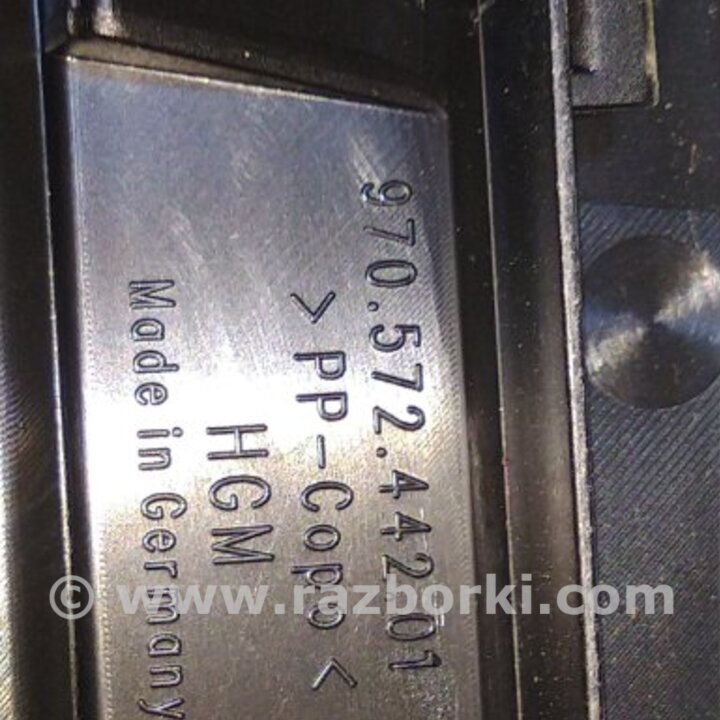 970.572.442.01
>PP-Copo<
HGM
Made in Germany
© www.razborki.com